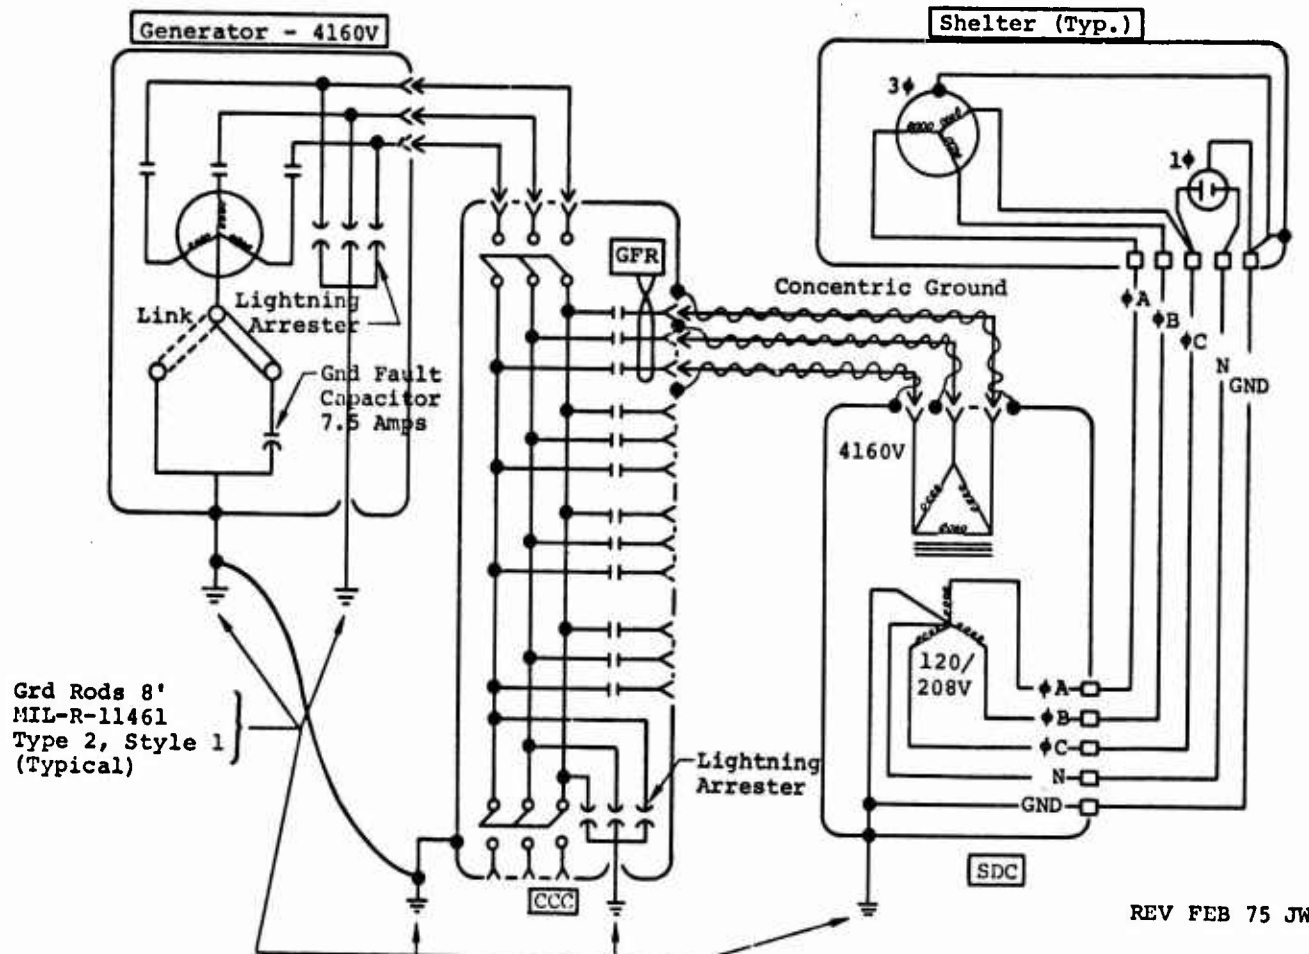 Generator - 4160V
Shelter (Typ.)
3φ
1φ
GFR
Link
Lightning
Arrester
Concentric Ground
φA
φB
φC
N
GND
Gnd Fault
Capacitor
7.5 Amps
4160V
120/
208V
Grd Rods 8'
MIL-R-11461
Type 2, Style 1
(Typical)
φA
φB
φC
N
GND
Lightning
Arrester
CCC
SDC
REV FEB 75 JW